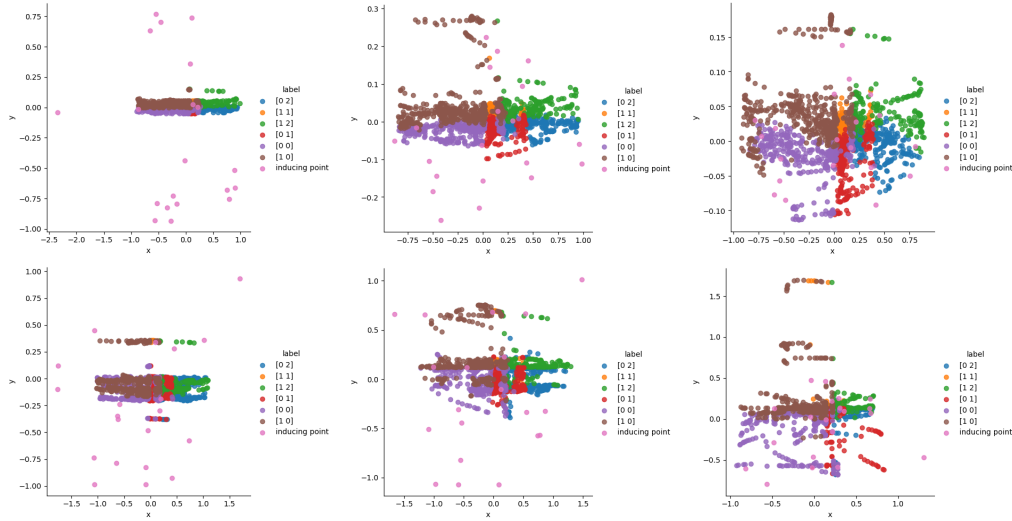 0.75
0.50
0.25
0.00
−0.25
−0.50
−0.75
−1.00
y
−2.5 −2.0 −1.5 −1.0 −0.5 0.0 0.5 1.0
x
label
[0 2]
[1 1]
[1 2]
[0 1]
[0 0]
[1 0]
inducing point
0.3
0.2
0.1
0.0
−0.1
−0.2
y
−0.75 −0.50 −0.25 0.00 0.25 0.50 0.75 1.00
x
label
[0 2]
[1 1]
[1 2]
[0 1]
[0 0]
[1 0]
inducing point
0.15
0.10
0.05
0.00
−0.05
−0.10
y
−1.00 −0.75 −0.50 −0.25 0.00 0.25 0.50 0.75
x
label
[0 2]
[1 1]
[1 2]
[0 1]
[0 0]
[1 0]
inducing point
1.00
0.75
0.50
0.25
0.00
−0.25
−0.50
−0.75
−1.00
y
−1.5 −1.0 −0.5 0.0 0.5 1.0 1.5
x
label
[0 2]
[1 1]
[1 2]
[0 1]
[0 0]
[1 0]
inducing point
1.0
0.5
0.0
−0.5
−1.0
y
−1.5 −1.0 −0.5 0.0 0.5 1.0 1.5
x
label
[0 2]
[1 1]
[1 2]
[0 1]
[0 0]
[1 0]
inducing point
1.5
1.0
0.5
0.0
−0.5
y
−1.0 −0.5 0.0 0.5 1.0
x
label
[0 2]
[1 1]
[1 2]
[0 1]
[0 0]
[1 0]
inducing point